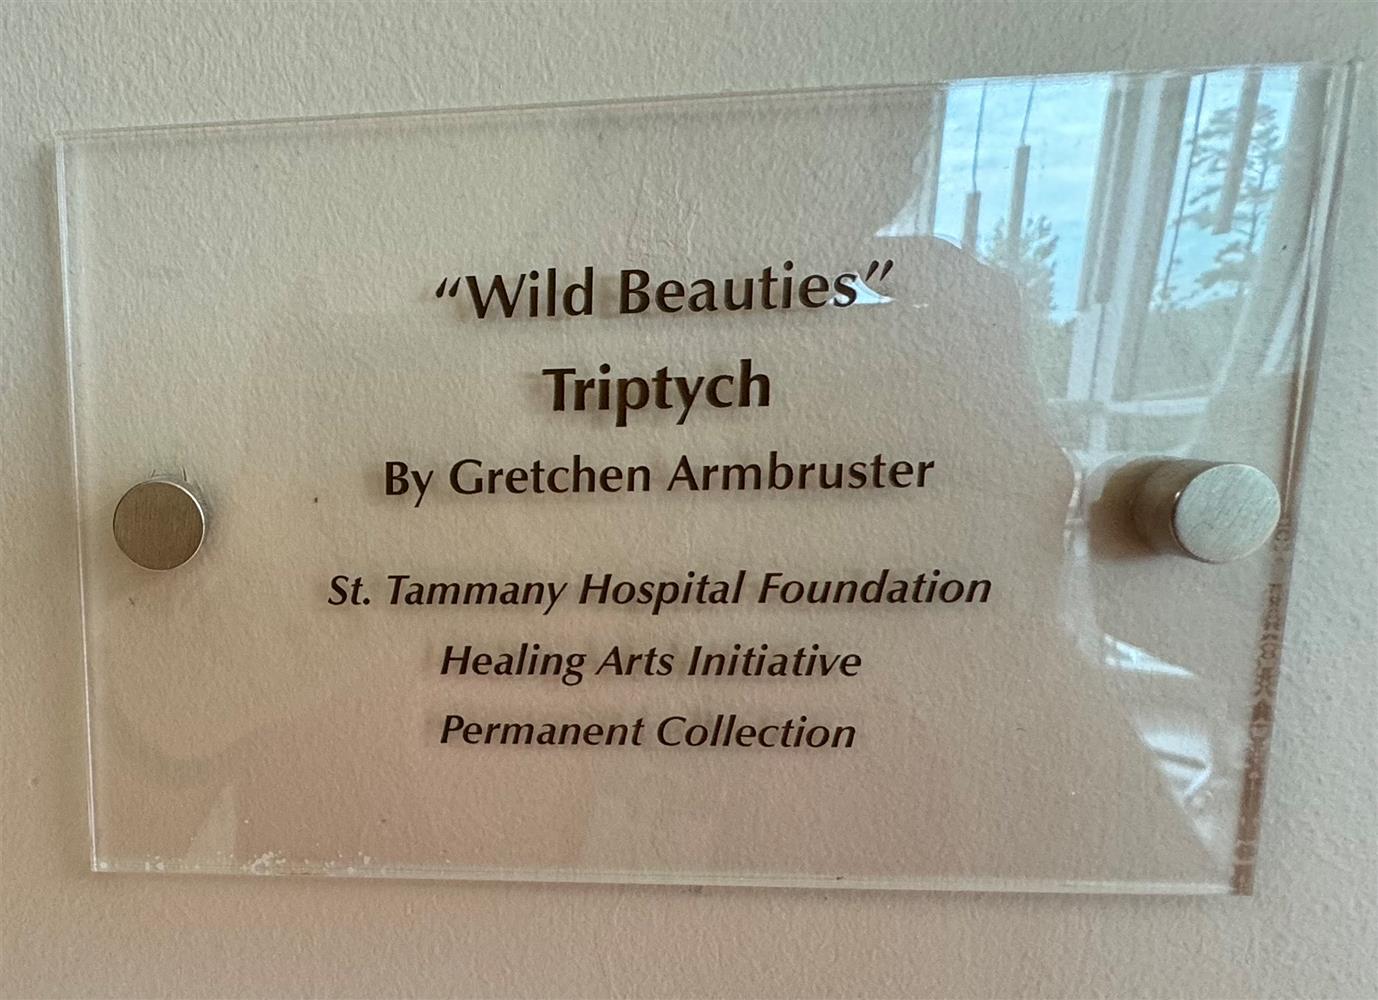 “Wild Beauties”
Triptych
By Gretchen Armbruster
St. Tammany Hospital Foundation
Healing Arts Initiative
Permanent Collection